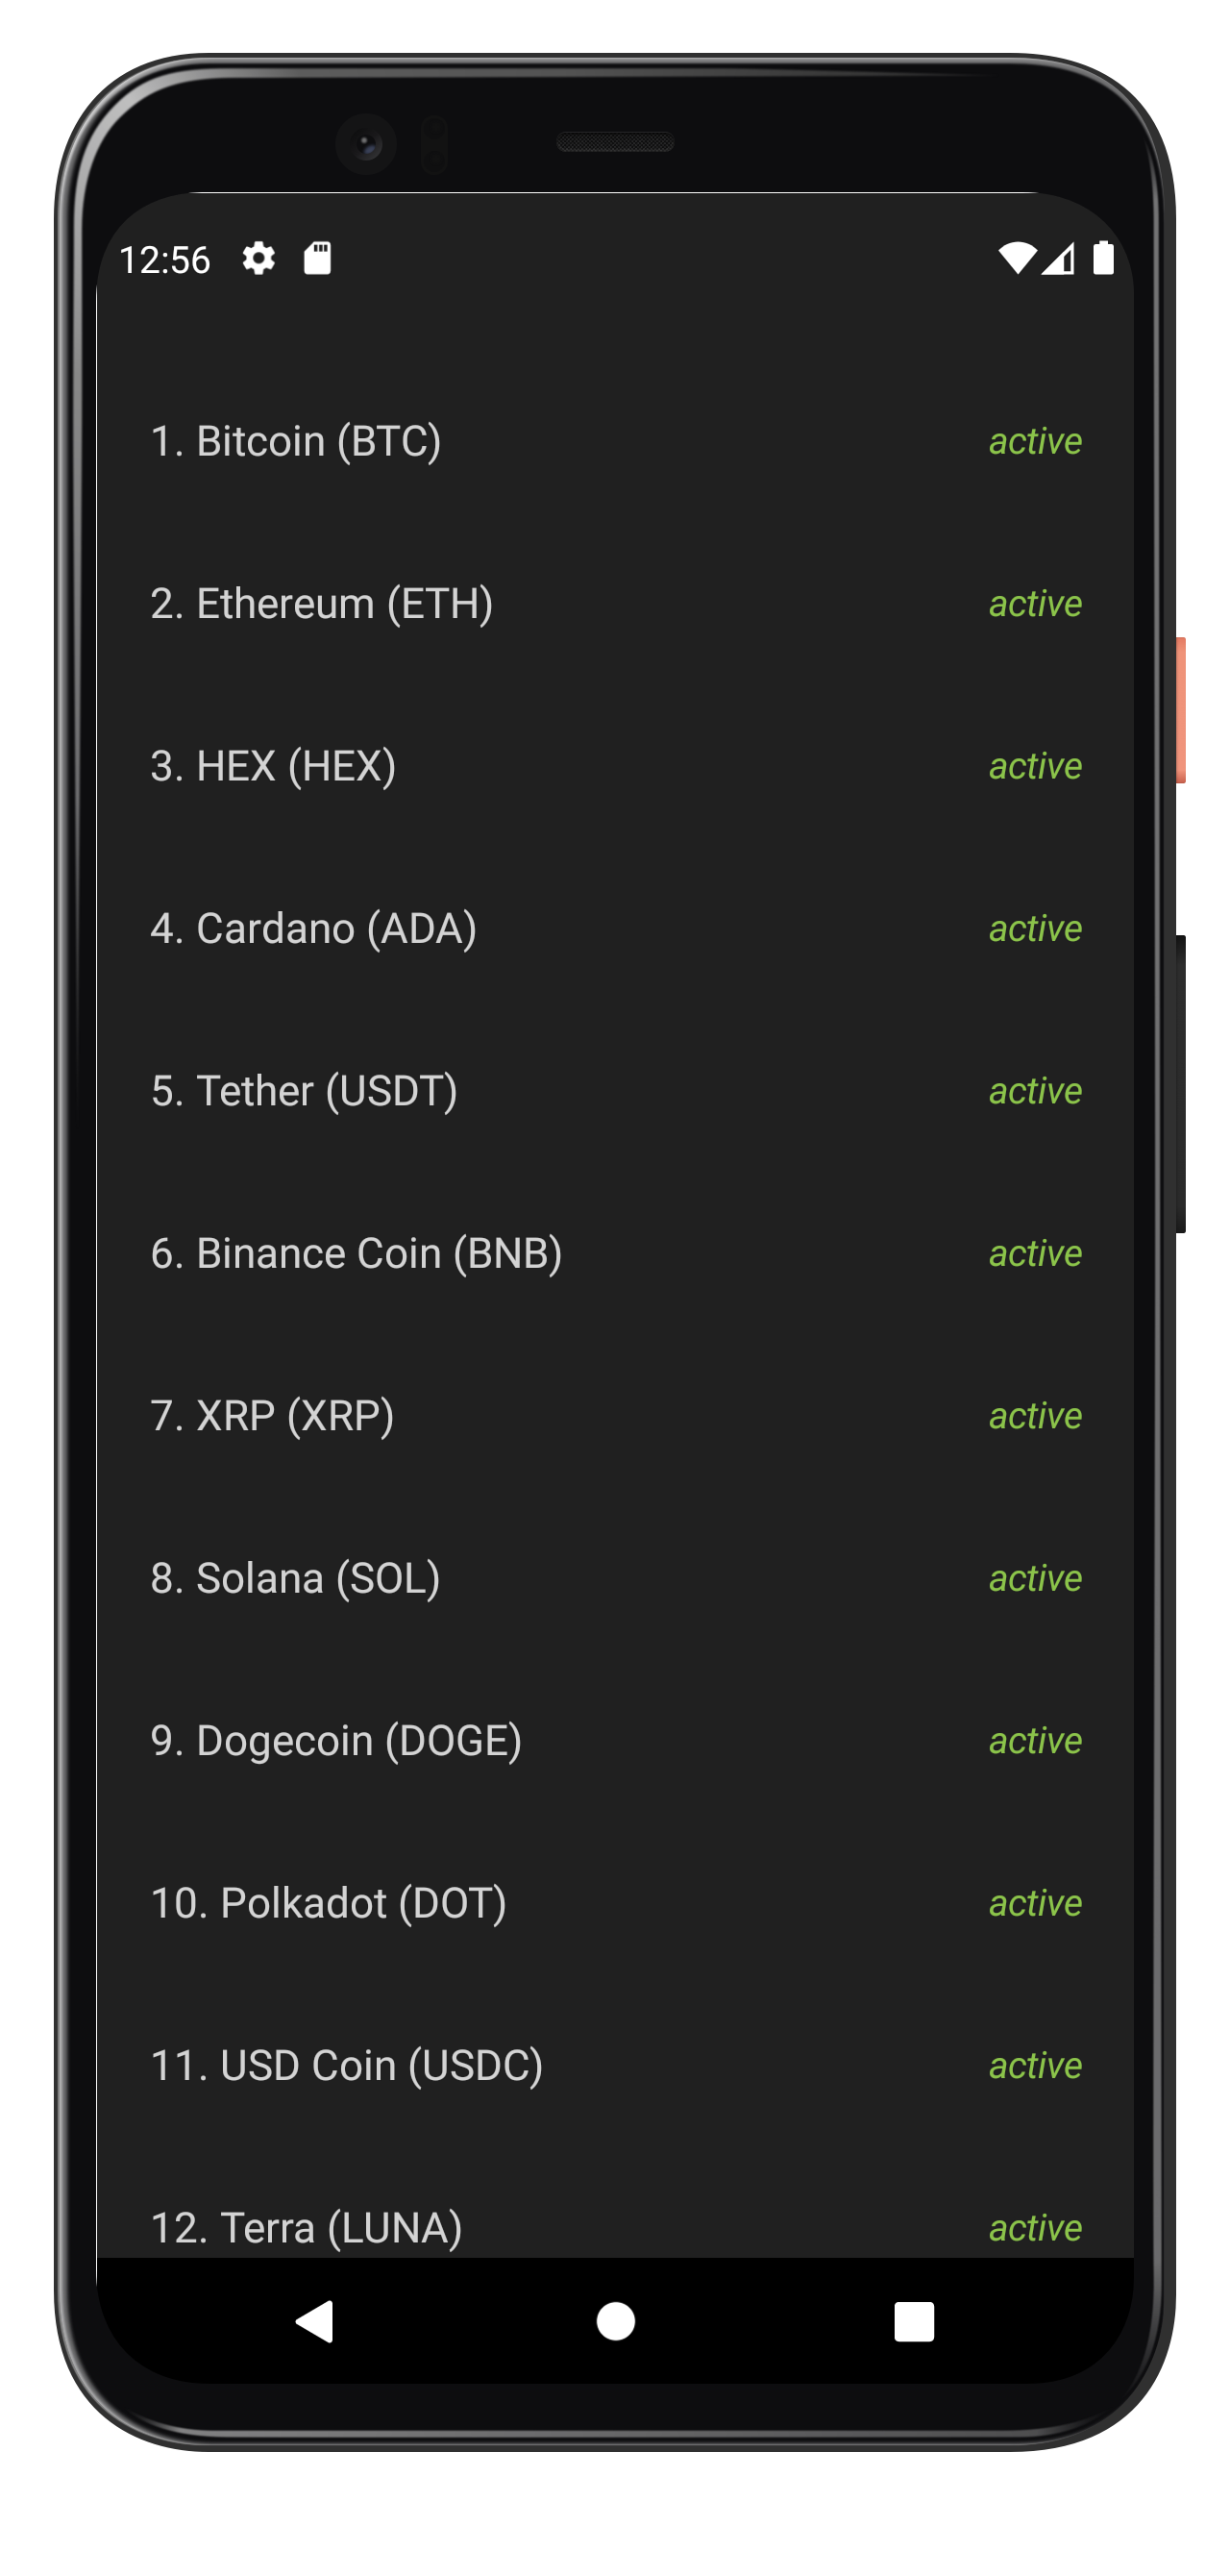 12:56
1. Bitcoin (BTC) active
2. Ethereum (ETH) active
3. HEX (HEX) active
4. Cardano (ADA) active
5. Tether (USDT) active
6. Binance Coin (BNB) active
7. XRP (XRP) active
8. Solana (SOL) active
9. Dogecoin (DOGE) active
10. Polkadot (DOT) active
11. USD Coin (USDC) active
12. Terra (LUNA) active